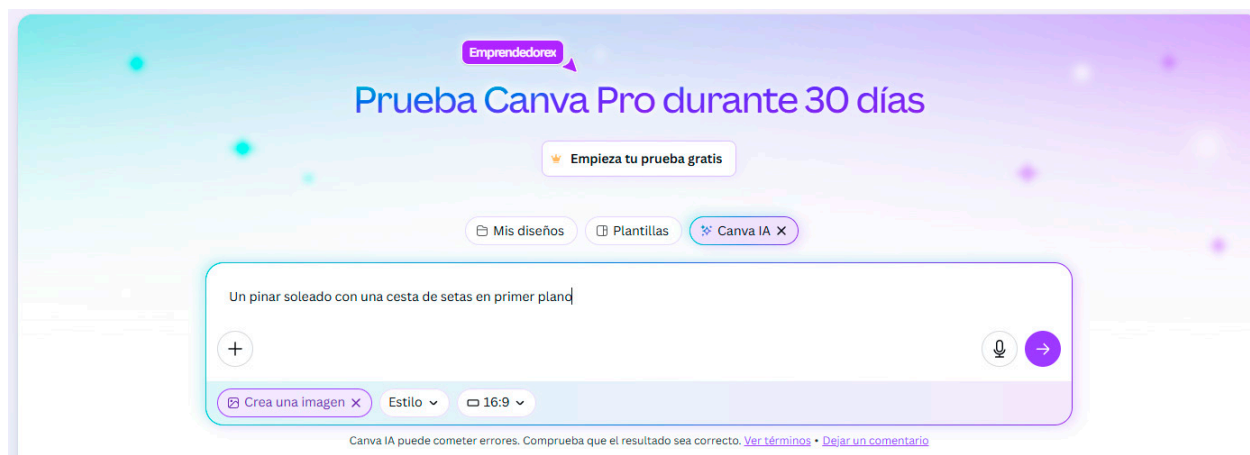 Emprendedorex
Prueba Canva Pro durante 30 días
Empieza tu prueba gratis
Mis diseños Plantillas Canva IA
Un pinar soleado con una cesta de setas en primer plano
Crea una imagen Estilo 16:9
Canva IA puede cometer errores. Comprueba que el resultado sea correcto. Ver términos • Dejar un comentario